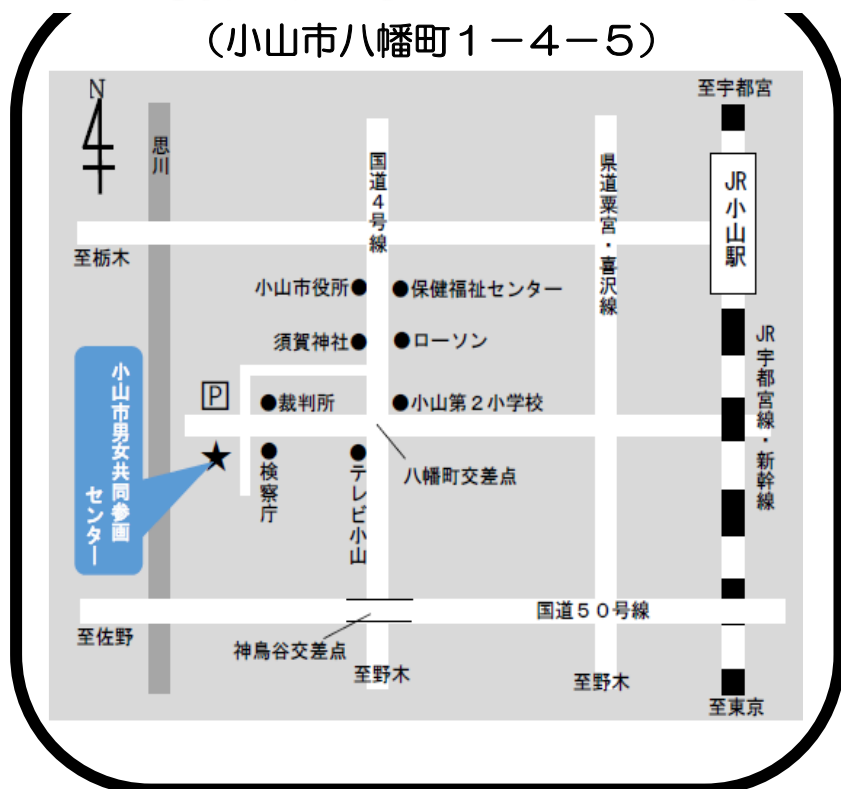 （小山市八幡町１－４－５）
至宇都宮
N
思川
国道４号線
県道粟宮・喜沢線
JR小山駅
至栃木
小山市役所●
●保健福祉センター
須賀神社●
●ローソン
JR宇都宮線・新幹線
小山市男女共同参画
センター
P
●裁判所
●小山第２小学校
★
●検察庁
●テレビ小山
八幡町交差点
国道５０号線
至佐野
神鳥谷交差点
至野木
至野木
至東京